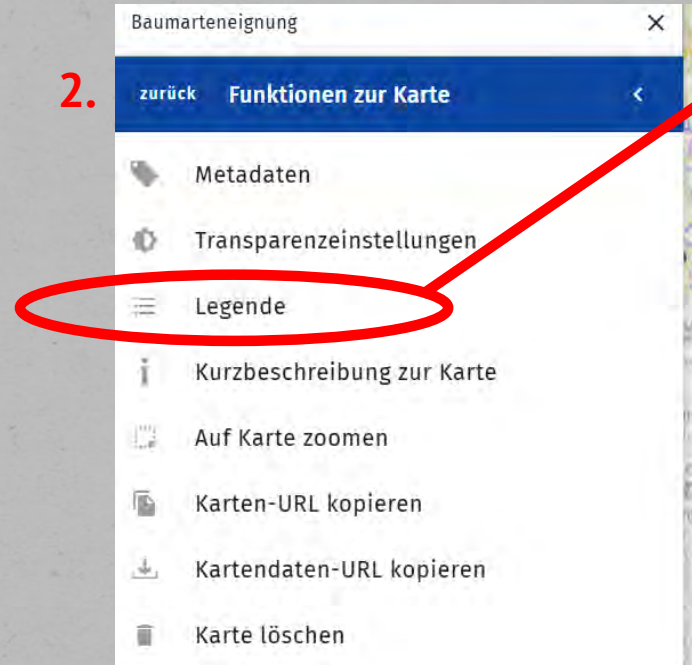 Baumarteneignung
2. zurück Funktionen zur Karte
Metadaten
Transparenzeinstellungen
Legende
Kurzbeschreibung zur Karte
Auf Karte zoomen
Karten-URL kopieren
Kartendaten-URL kopieren
Karte löschen